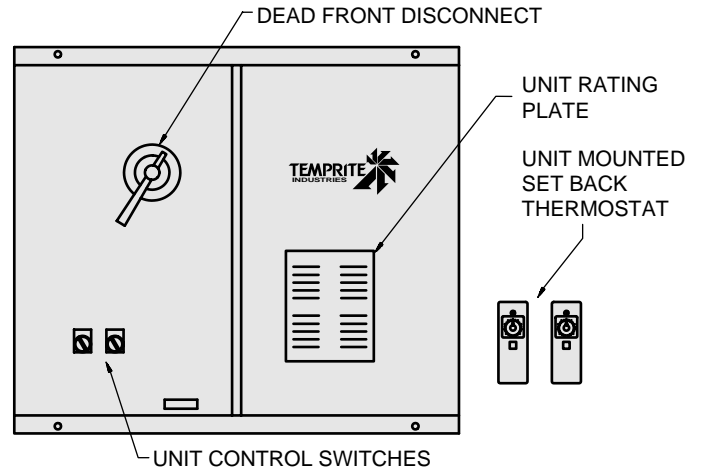 DEAD FRONT DISCONNECT
UNIT RATING
PLATE
TEMPRITE
INDUSTRIES
UNIT MOUNTED
SET BACK
THERMOSTAT
UNIT CONTROL SWITCHES